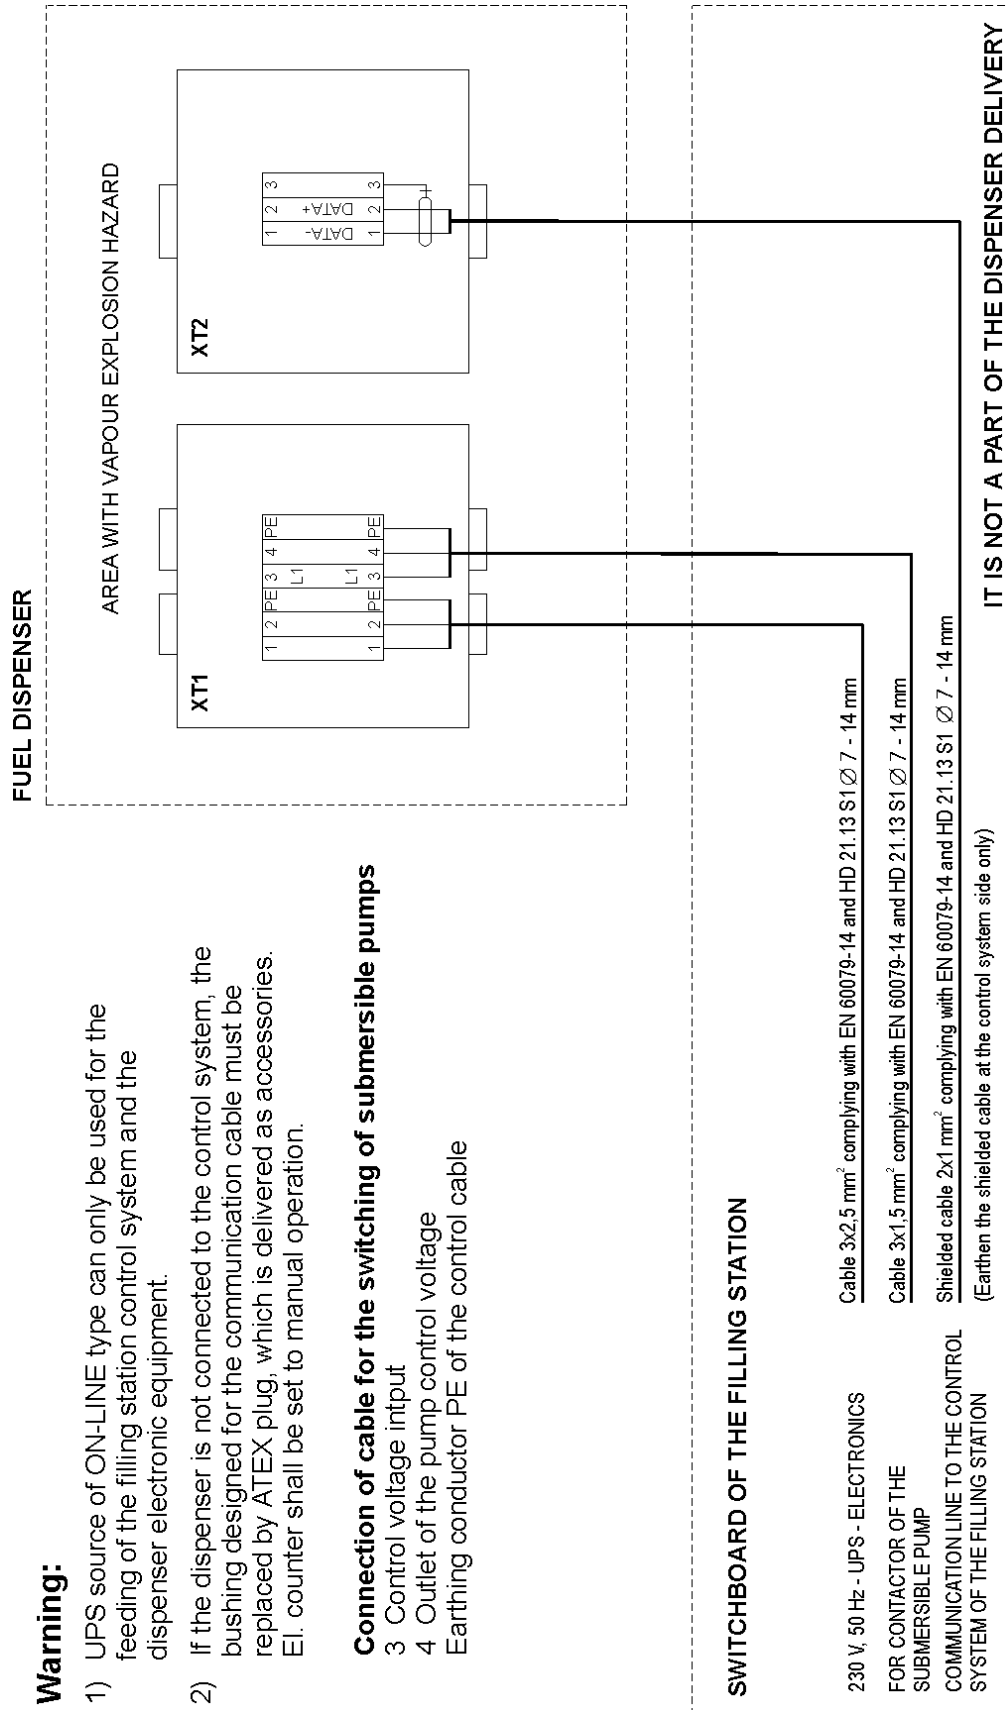 Warning:
1) UPS source of ON-LINE type can only be used for the
feeding of the filling station control system and the
dispenser electronic equipment.
2) If the dispenser is not connected to the control system, the
bushing designed for the communication cable must be
replaced by ATEX plug, which is delivered as accessories.
El. counter shall be set to manual operation.
Connection of cable for the switching of submersible pumps
3 Control voltage intput
4 Outlet of the pump control voltage
Earthing conductor PE of the control cable
FUEL DISPENSER
AREA WITH VAPOUR EXPLOSION HAZARD
XT1
1 2 PE 3 4 PE
L1
L1
1 2 PE 3 4 PE
XT2
1 2 3
DATA-
DATA+
1 2 3
SWITCHBOARD OF THE FILLING STATION
230 V, 50 Hz - UPS - ELECTRONICS
Cable 3x2,5 mm² complying with EN 60079-14 and HD 21.13 S1 ∅ 7 - 14 mm
FOR CONTACTOR OF THE
SUBMERSIBLE PUMP
Cable 3x1,5 mm² complying with EN 60079-14 and HD 21.13 S1 ∅ 7 - 14 mm
COMMUNICATION LINE TO THE CONTROL
SYSTEM OF THE FILLING STATION
Shielded cable 2x1 mm² complying with EN 60079-14 and HD 21.13 S1 ∅ 7 - 14 mm
(Earthen the shielded cable at the control system side only)
IT IS NOT A PART OF THE DISPENSER DELIVERY